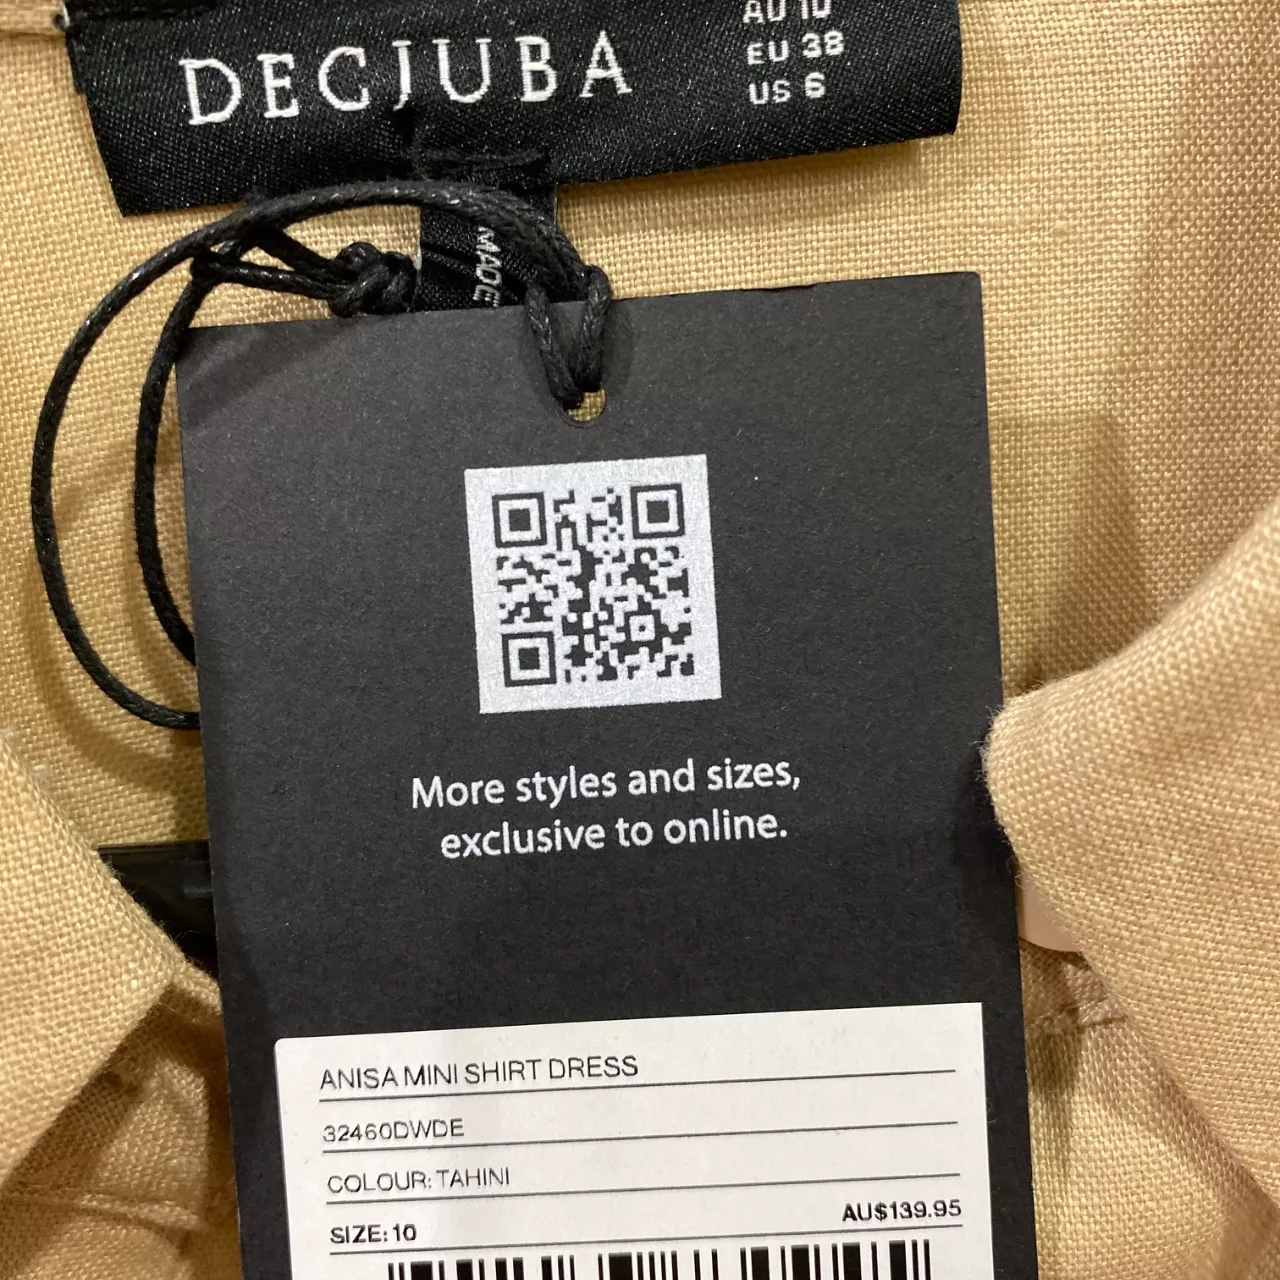 DECJUBA
AU 10
EU 38
US 6
MADE
More styles and sizes,
exclusive to online.
ANISA MINI SHIRT DRESS
32460DWDE
COLOUR: TAHINI
SIZE: 10
AU$139.95